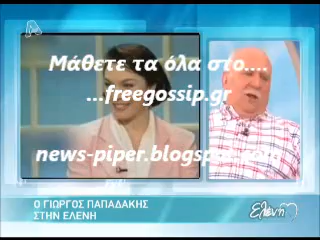 Μάθετε τα όλα στο....
...freegossip.gr
news-piper.blogspot.com
Ο ΓΙΩΡΓΟΣ ΠΑΠΑΔΑΚΗΣ
ΣΤΗΝ ΕΛΕΝΗ
Ελένη